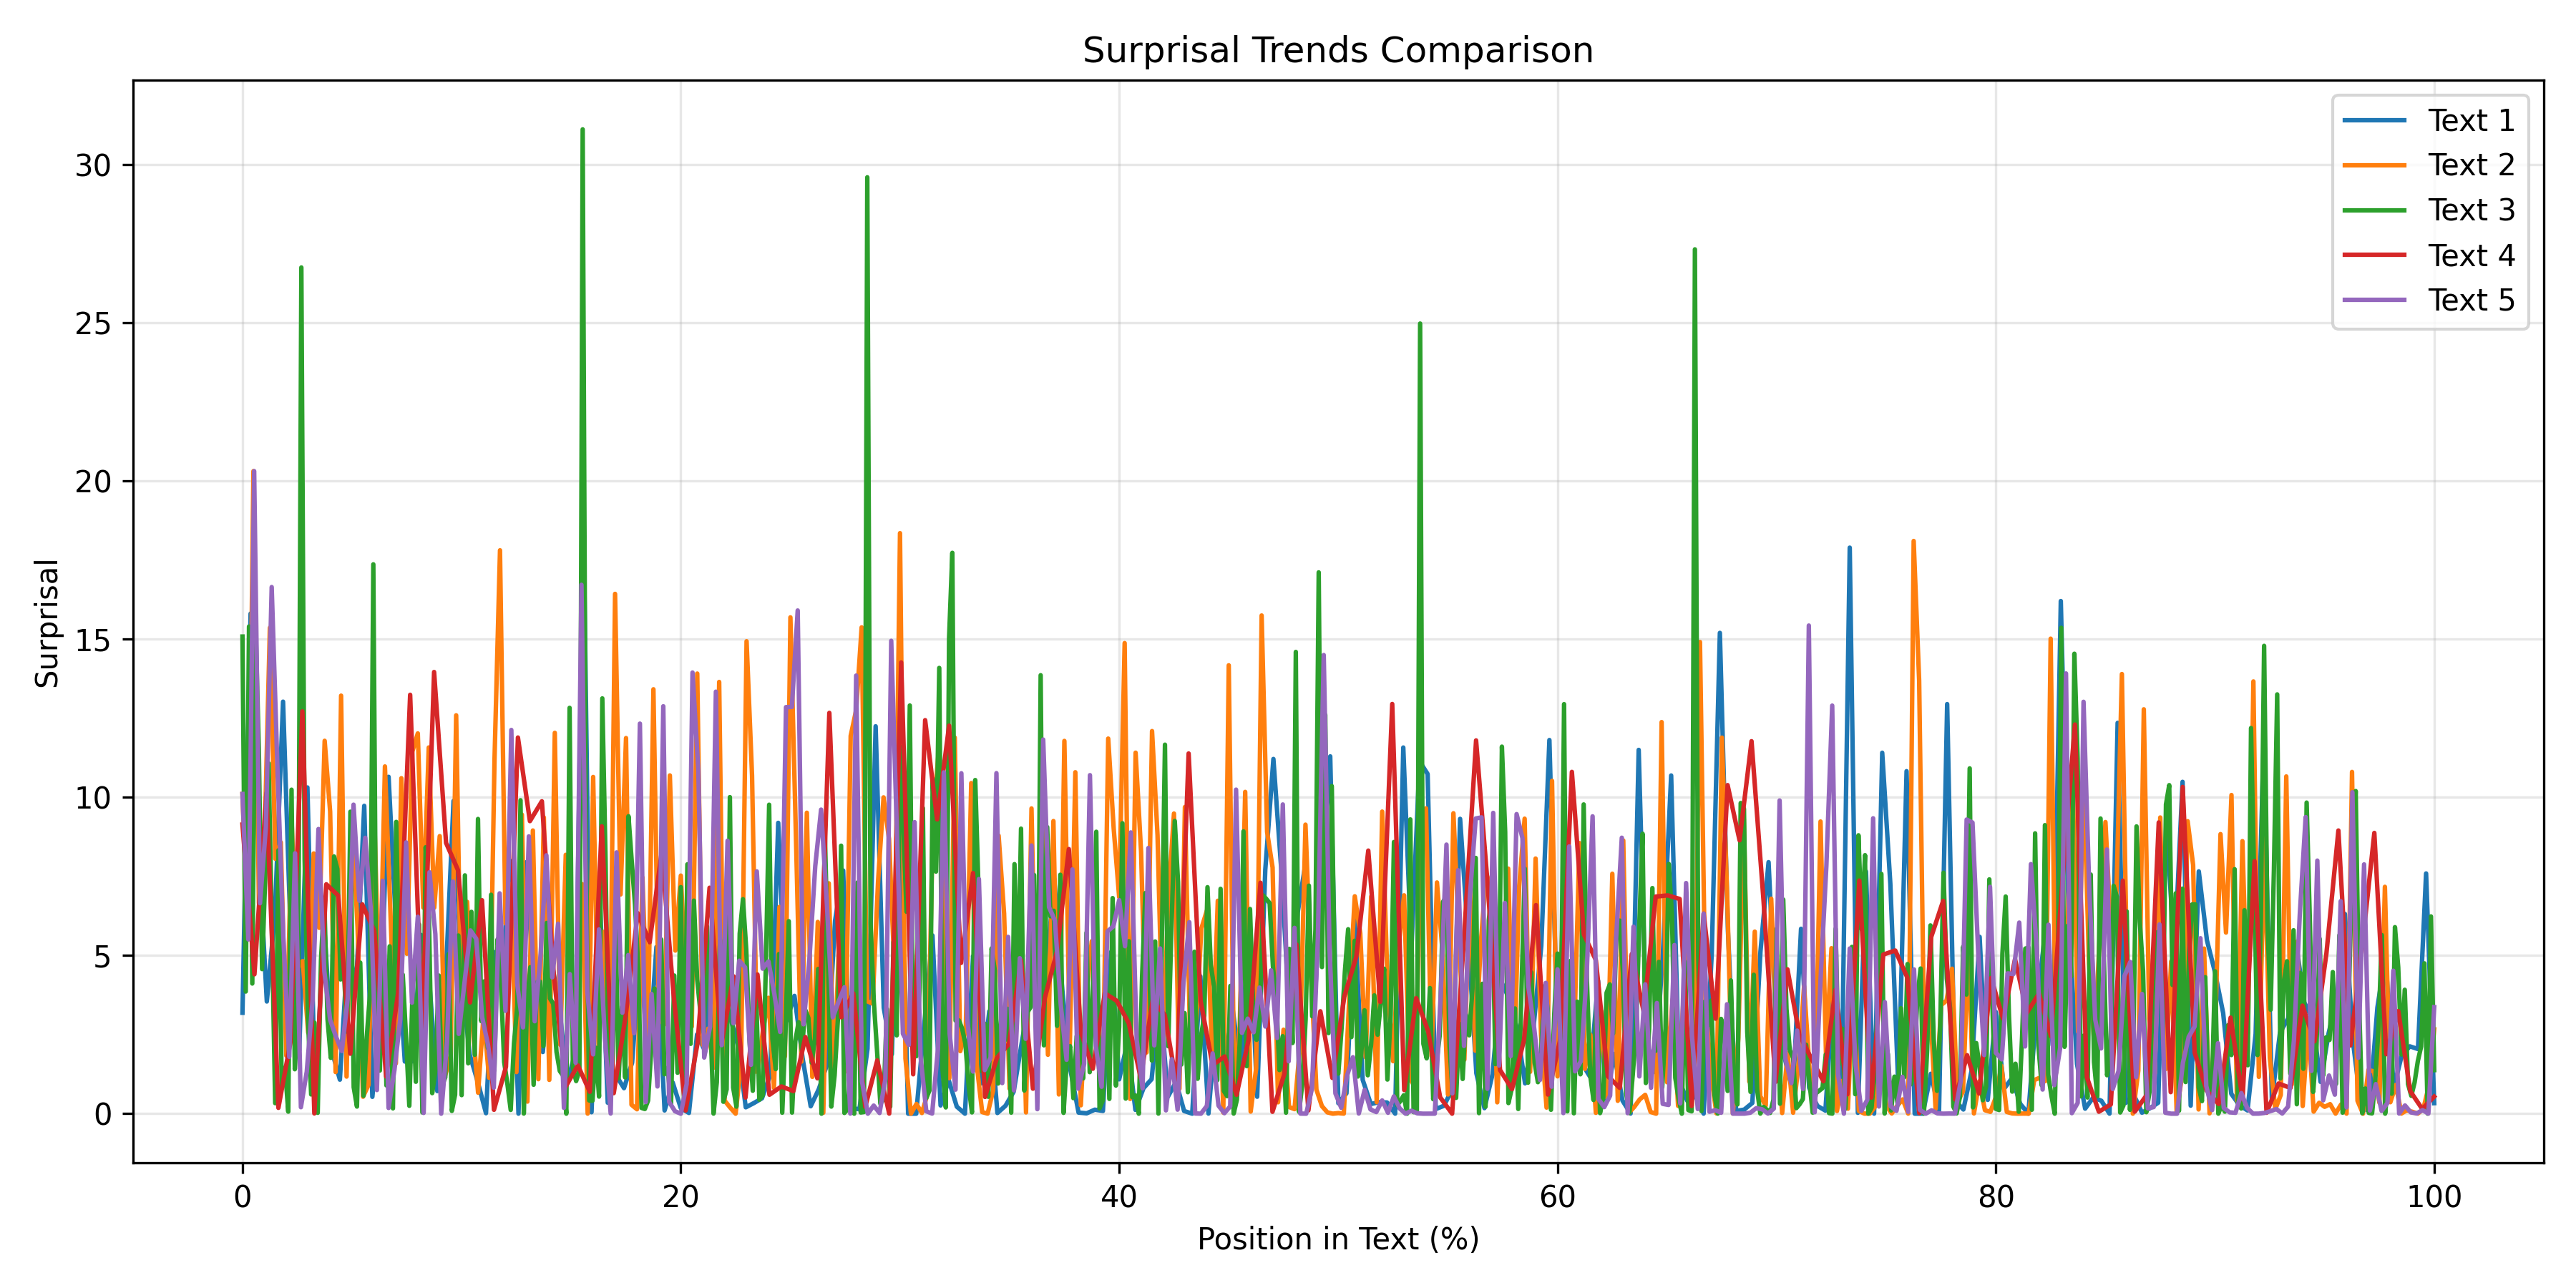 Surprisal Trends Comparison
Text 1
Text 2
Text 3
Text 4
Text 5
30
25
20
15
10
5
0
Surprisal
0 20 40 60 80 100
Position in Text (%)